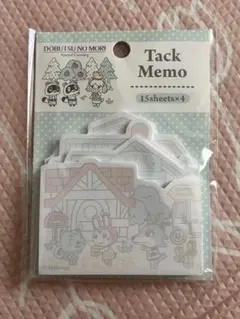 DOBUTSU NO MORI
Tack
Memo
15sheets×4